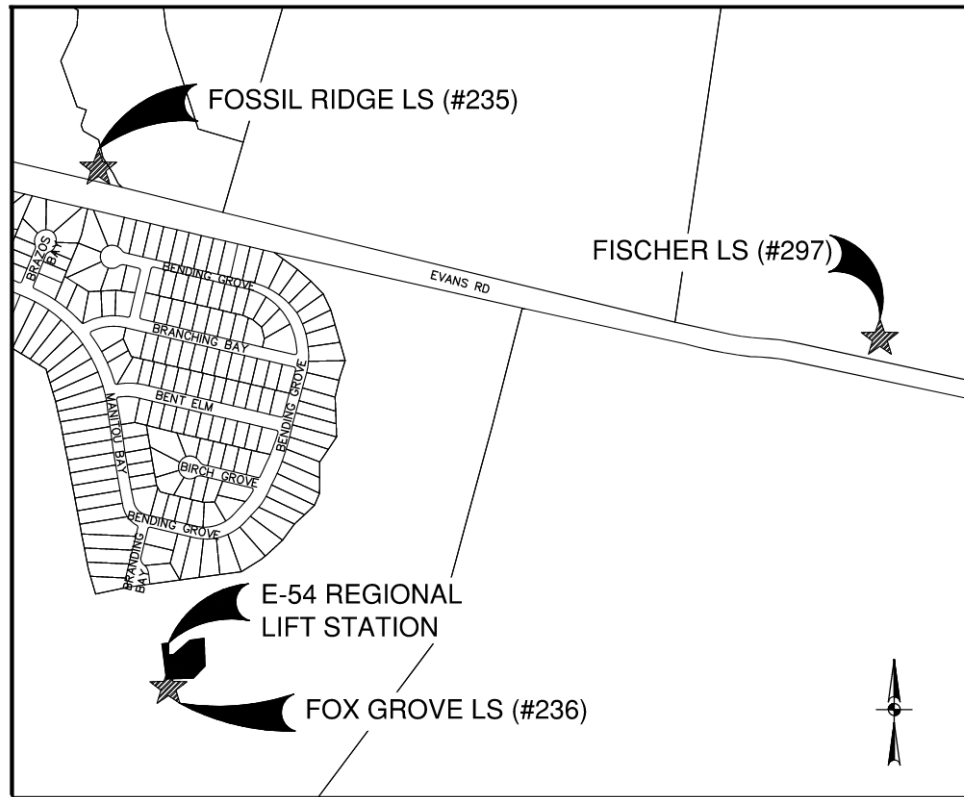 FOSSIL RIDGE LS (#235)
FISCHER LS (#297)
EVANS RD
BRAZOS
BAY
BENDING GROVE
BRANCHING BAY
BENDING GROVE
BENT ELM
MANITOU BAY
BIRCH GROVE
BENDING GROVE
BRANDING
BAY
E-54 REGIONAL
LIFT STATION
FOX GROVE LS (#236)